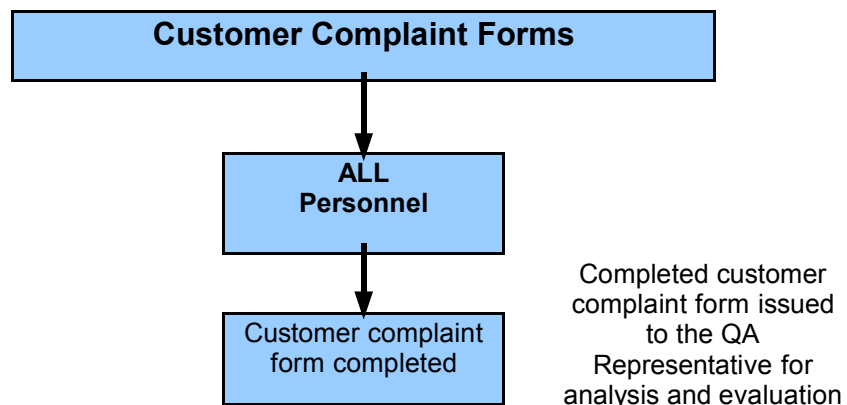 Customer Complaint Forms
ALL
Personnel
Customer complaint
form completed
Completed customer
complaint form issued
to the QA
Representative for
analysis and evaluation